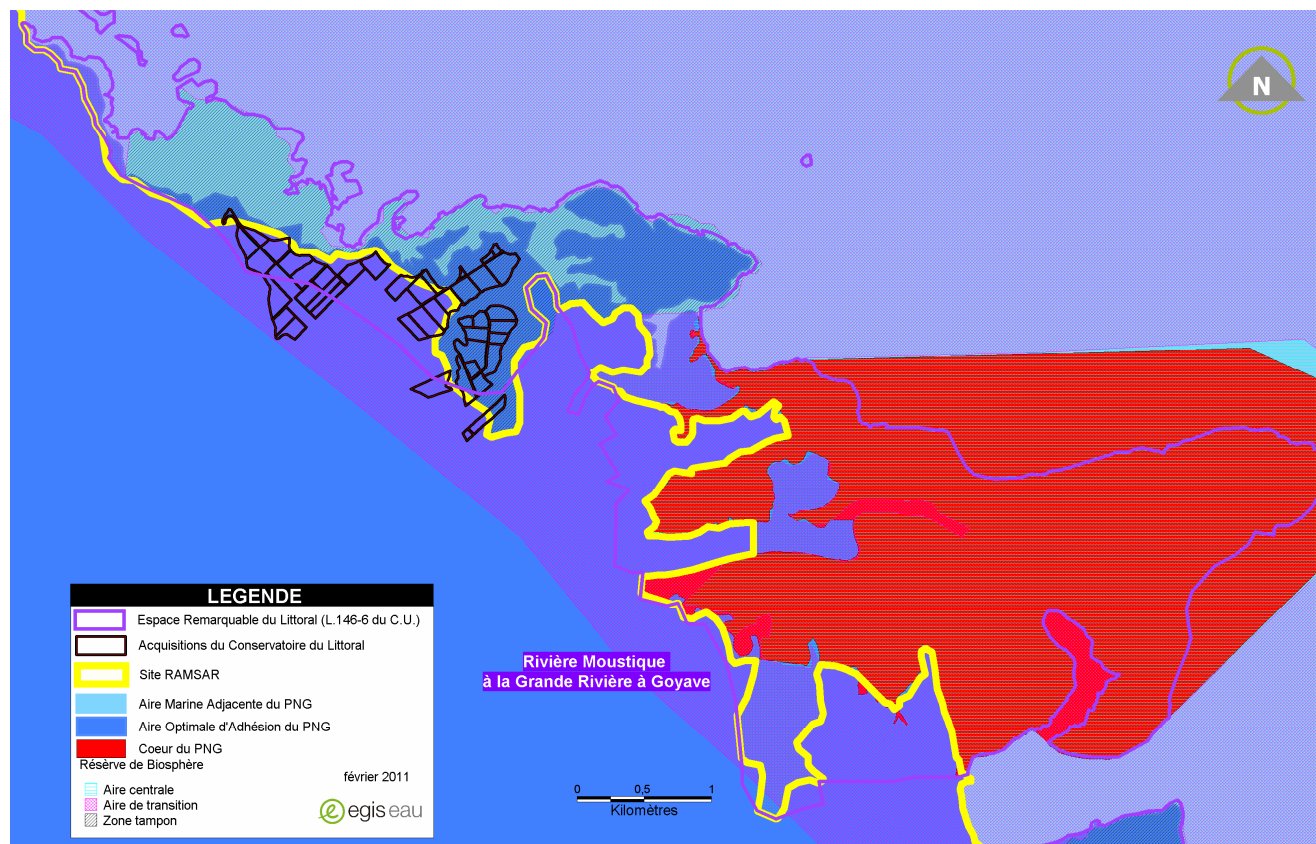 N
LEGENDE
Espace Remarquable du Littoral (L.146-6 du C.U.)
Acquisitions du Conservatoire du Littoral
Site RAMSAR
Aire Marine Adjacente du PNG
Aire Optimale d'Adhésion du PNG
Coeur du PNG
Résèrve de Biosphère
Aire centrale
Aire de transition
Zone tampon
février 2011
e egis eau
Rivière Moustique
à la Grande Rivière à Goyave
0 0,5 1
Kilomètres